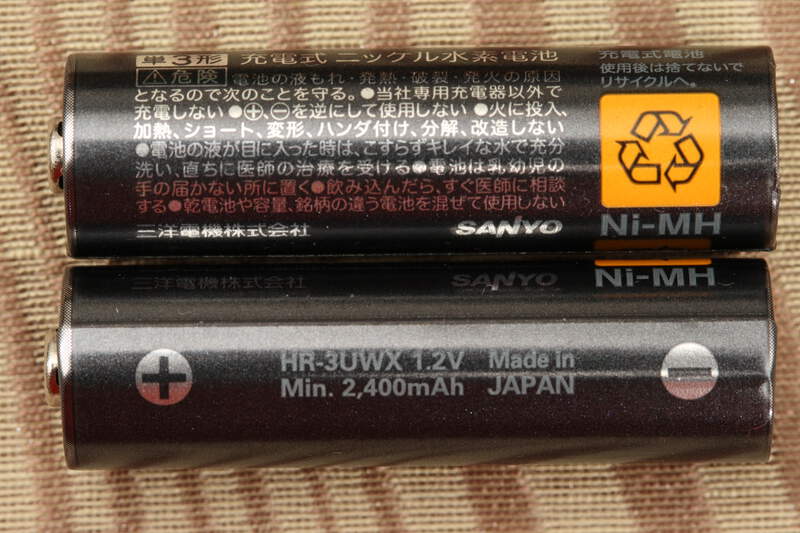 単3形 充電式 ニッケル水素電池
⚠危険 電池の液もれ・発熱・破裂・発火の原因
となるので次のことを守る。●当社専用充電器以外で
充電しない●⊕、⊖を逆にして使用しない●火に投入、
加熱、ショート、変形、ハンダ付け、分解、改造しない
●電池の液が目に入った時は、こすらずキレイな水で充分
洗い、直ちに医師の治療を受ける●電池は乳幼児の
手の届かない所に置く●飲み込んだら、すぐ医師に相談
する●乾電池や容量、銘柄の違う電池を混ぜて使用しない
三洋電機株式会社 SANYO
充電式電池
使用後は捨てないで
リサイクルへ。
Ni-MH
三洋電機株式会社 SANYO Ni-MH
+ HR-3UWX 1.2V Made in −
Min. 2,400mAh JAPAN